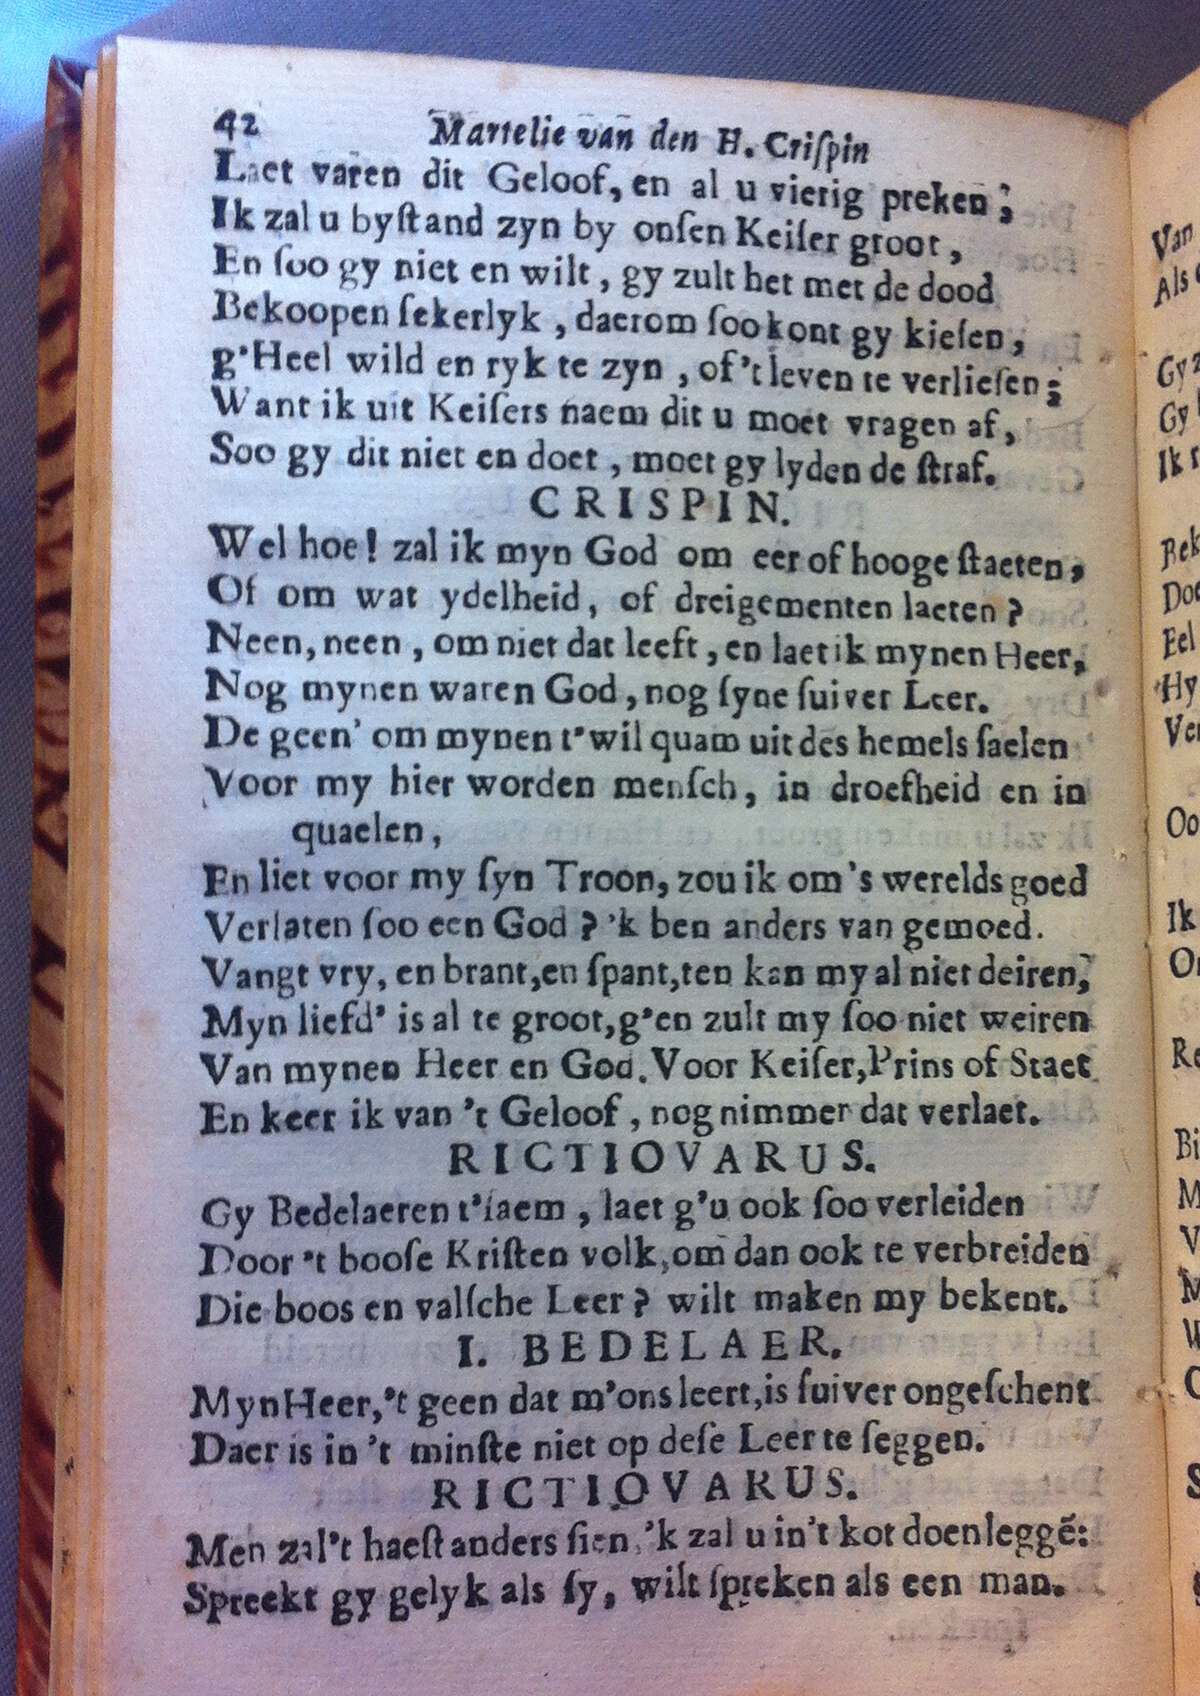 42 Martelie van den H. Criſpin
Laet varen dit Geloof, en al u vierig preken;
Ik zal u byſtand zyn by onſen Keiſer groot,
En ſoo gy niet en wilt, gy zult het met de dood
Bekoopen ſekerlyk, daerom ſoo kont gy kieſen,
g'Heel wild en ryk te zyn, of 't leven te verlieſen;
Want ik uit Keiſers naem dit u moet vragen af,
Soo gy dit niet en doet, moet gy lyden de ſtraf.
CRISPIN.
Wel hoe! zal ik myn God om eer of hooge ſtaeten,
Of om wat ydelheid, of dreigementen laeten?
Neen, neen, om niet dat leeft, en laet ik mynen Heer,
Nog mynen waren God, nog ſyne ſuiver Leer.
De geen' om mynen t'wil quam uit des hemels ſaelen
Voor my hier worden menſch, in droefheid en in
quaelen,
En liet voor my ſyn Troon, zou ik om 's werelds goed
Verlaten ſoo een God? 'k ben anders van gemoed.
Vangt vry, en brant, en ſpant, ten kan my al niet deiren,
Myn liefd' is al te groot, g'en zult my ſoo niet weiren
Van mynen Heer en God. Voor Keiſer, Prins of Staet
En keer ik van 't Geloof, nog nimmer dat verlaet.
RICTIOVARUS.
Gy Bedelaeren t'ſaem, laet g'u ook ſoo verleiden
Door 't booſe Kriſten volk, om dan ook te verbreiden
Die boos en valſche Leer? wilt maken my bekent.
I. BEDELAER.
Myn Heer, 't geen dat m'ons leert, is ſuiver ongeſchent
Daer is in 't minſte niet op deſe Leer te ſeggen.
RICTIOVARUS.
Men zal 't haeſt anders ſien, 'k zal u in 't kot doen leggē:
Spreekt gy gelyk als ſy, wilt ſpreken als een man.
Van
Als
Gy
Gy
Ik
Eel
Hy
Oo
Ik